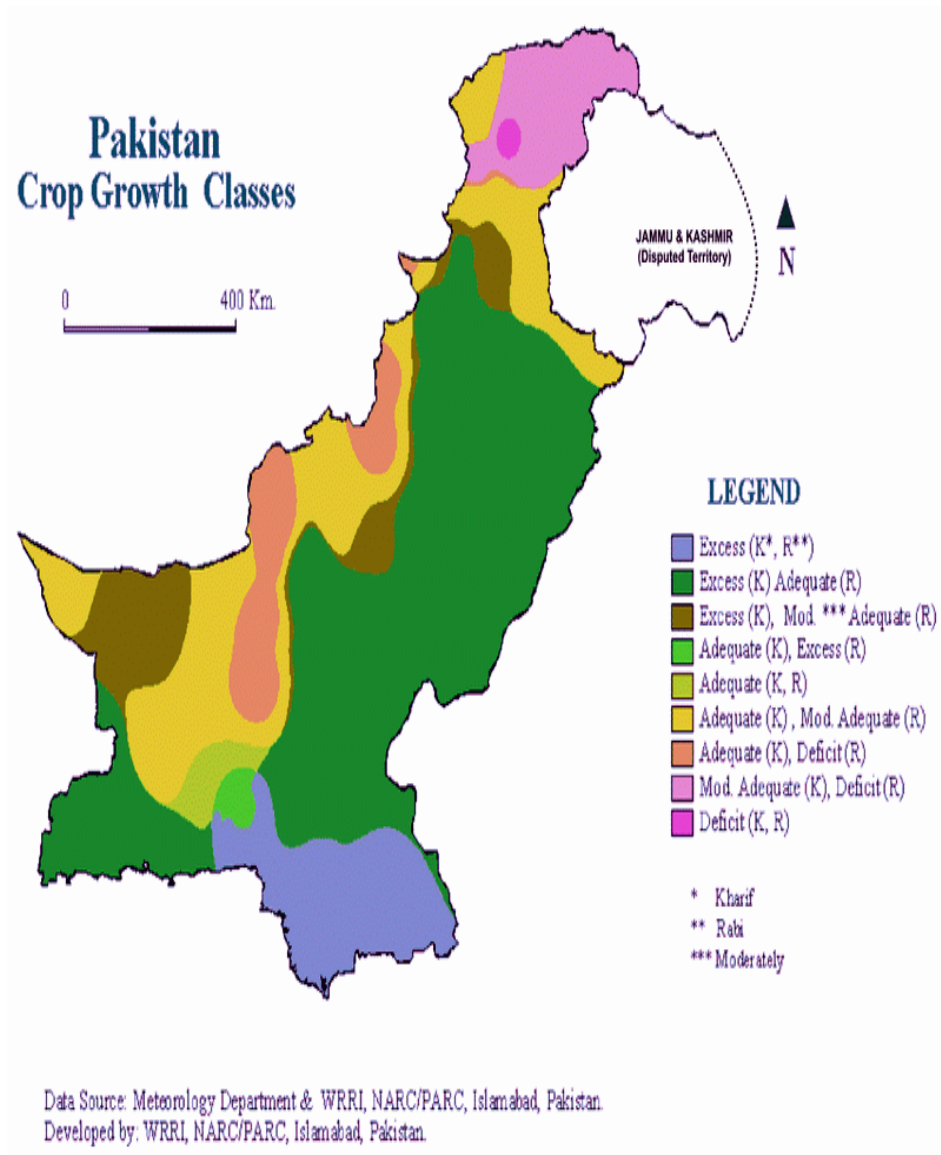 Pakistan
Crop Growth Classes
0 400 Km.
JAMMU & KASHMIR
(Disputed Territory)
N
LEGEND
Excess (K*, R**)
Excess (K) Adequate (R)
Excess (K), Mod. *** Adequate (R)
Adequate (K), Excess (R)
Adequate (K, R)
Adequate (K) , Mod. Adequate (R)
Adequate (K), Deficit (R)
Mod. Adequate (K), Deficit (R)
Deficit (K, R)
* Kharif
** Rabi
*** Moderately
Data Source: Meteorology Department & WRRI, NARC/PARC, Islamabad, Pakistan.
Developed by: WRRI, NARC/PARC, Islamabad, Pakistan.